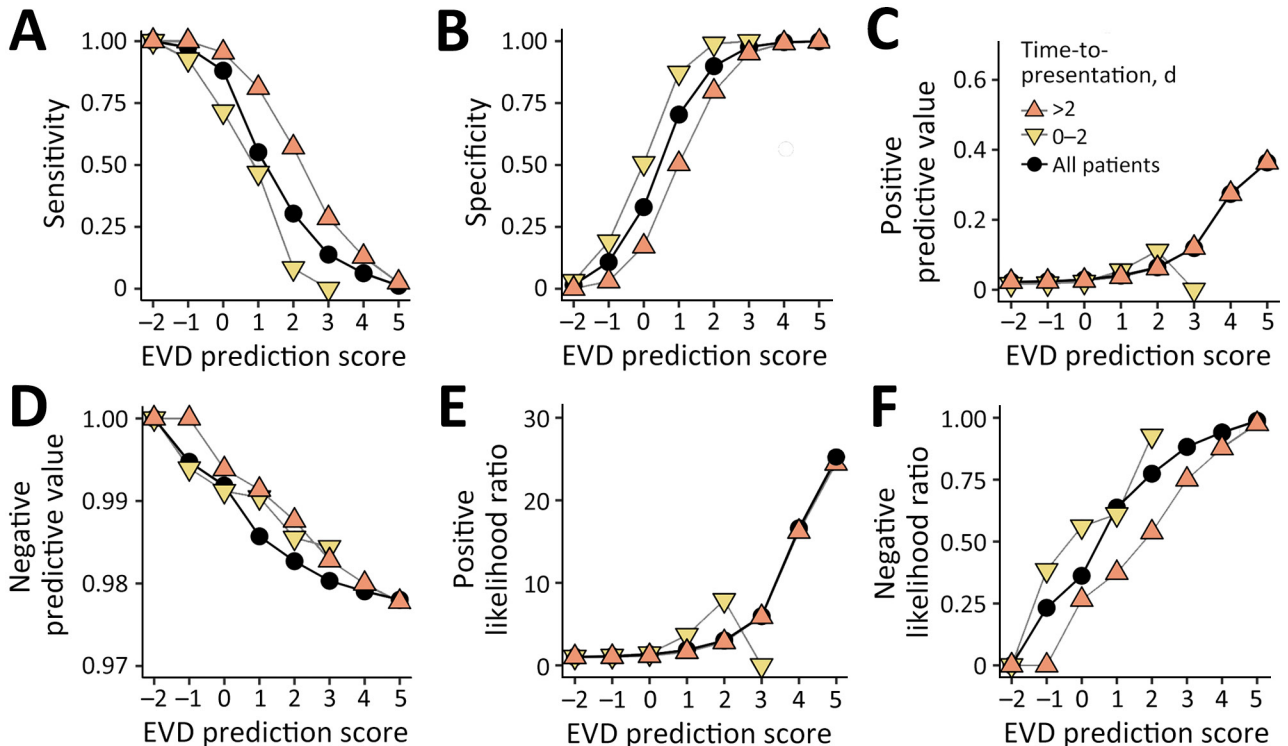 A
Sensitivity
1.00
0.75
0.50
0.25
0
−2 −1 0 1 2 3 4 5
EVD prediction score
B
Specificity
1.00
0.75
0.50
0.25
0
−2 −1 0 1 2 3 4 5
EVD prediction score
C
Positive
predictive value
0.6
0.4
0.2
0
Time-to-
presentation, d
>2
0–2
All patients
−2 −1 0 1 2 3 4 5
EVD prediction score
D
Negative
predictive value
1.00
0.99
0.98
0.97
−2 −1 0 1 2 3 4 5
EVD prediction score
E
Positive
likelihood ratio
30
20
10
0
−2 −1 0 1 2 3 4 5
EVD prediction score
F
Negative
likelihood ratio
1.00
0.75
0.50
0.25
0
−2 −1 0 1 2 3 4 5
EVD prediction score